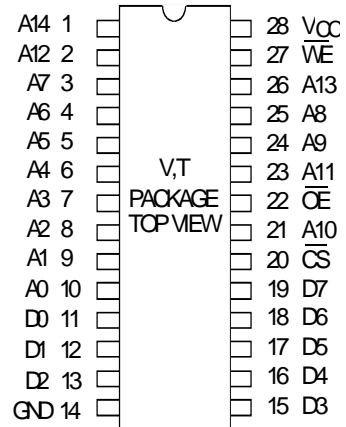 A14 1 28 VCC
A12 2 27 WE
A7 3 26 A13
A6 4 25 A8
A5 5 24 A9
A4 6 V,T 23 A11
A3 7 PACKAGE 22 OE
A2 8 TOP VIEW 21 A10
A1 9 20 CS
A0 10 19 D7
D0 11 18 D6
D1 12 17 D5
D2 13 16 D4
GND 14 15 D3